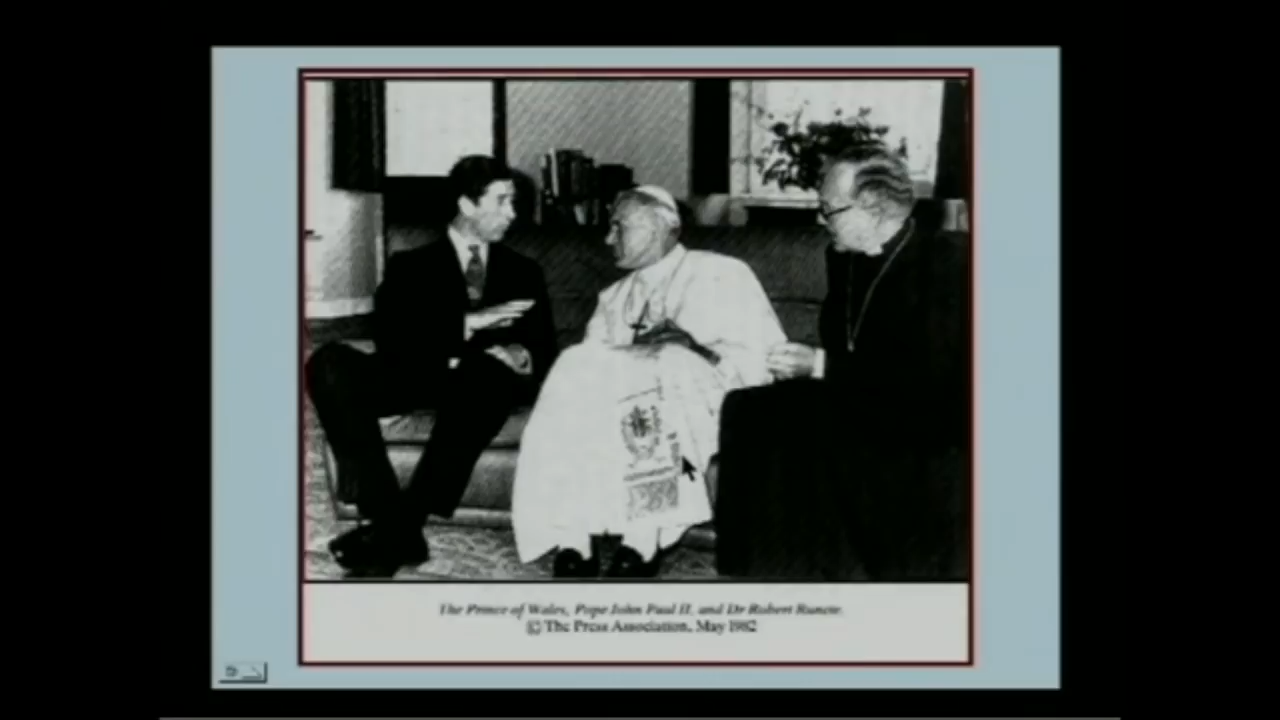 The Prince of Wales, Pope John Paul II, and Dr Robert Runcie.
© The Press Association, May 1982